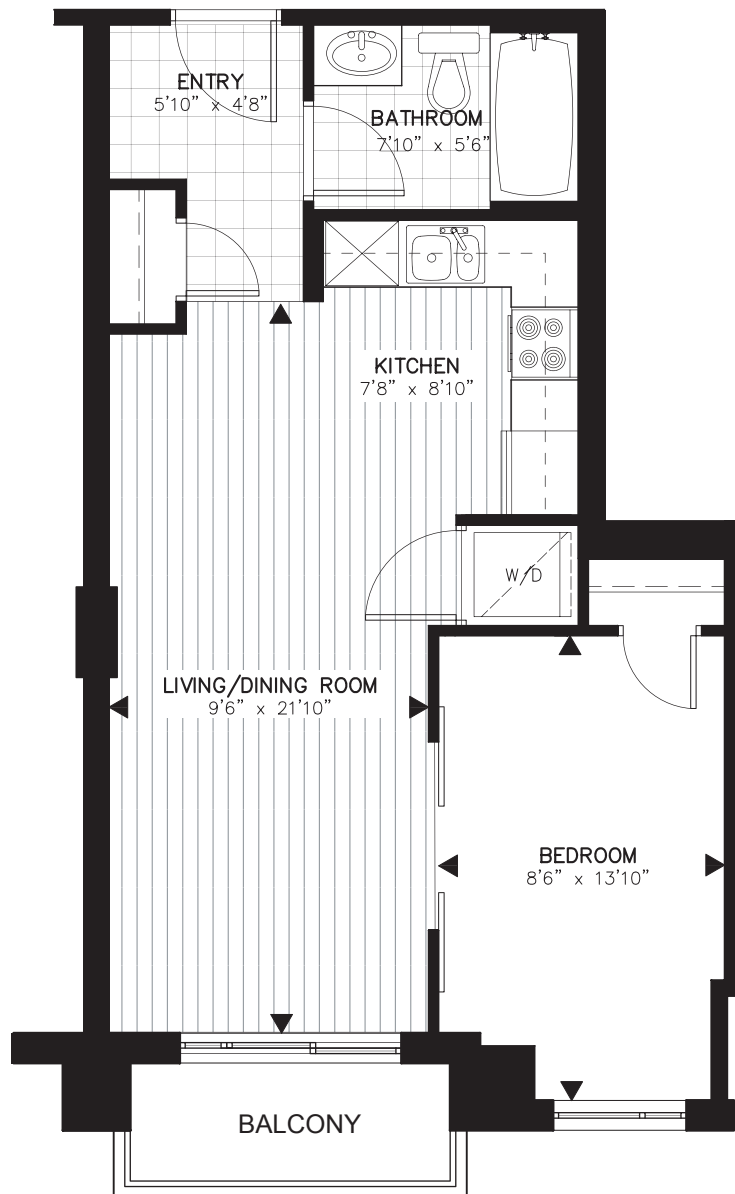 ENTRY
5'10" x 4'8"
BATHROOM
7'10" x 5'6"
KITCHEN
7'8" x 8'10"
W/D
LIVING/DINING ROOM
9'6" x 21'10"
BEDROOM
8'6" x 13'10"
BALCONY